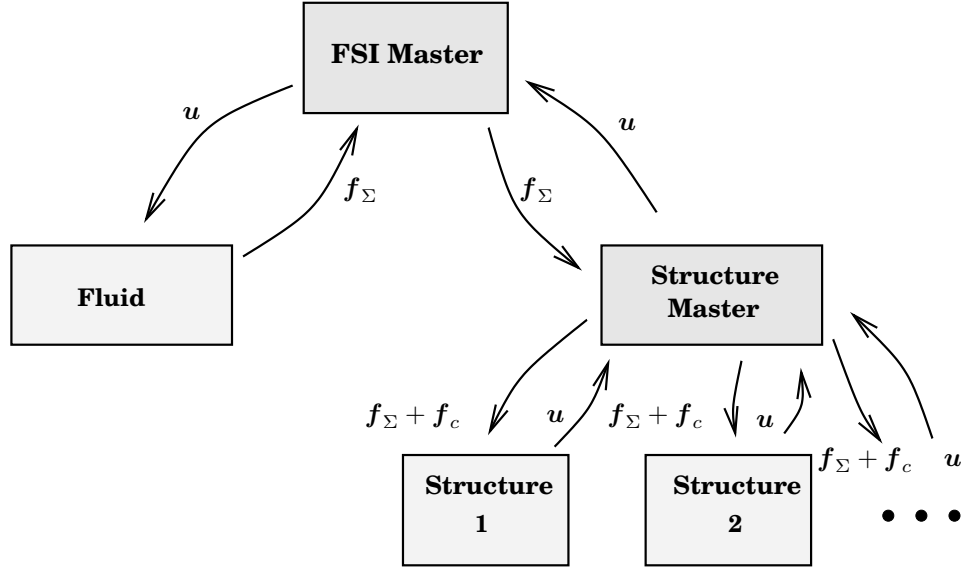 FSI Master
u
u
f_Σ
f_Σ
Fluid
Structure
Master
f_Σ + f_c
u
f_Σ + f_c
u
f_Σ + f_c
u
Structure
1
Structure
2